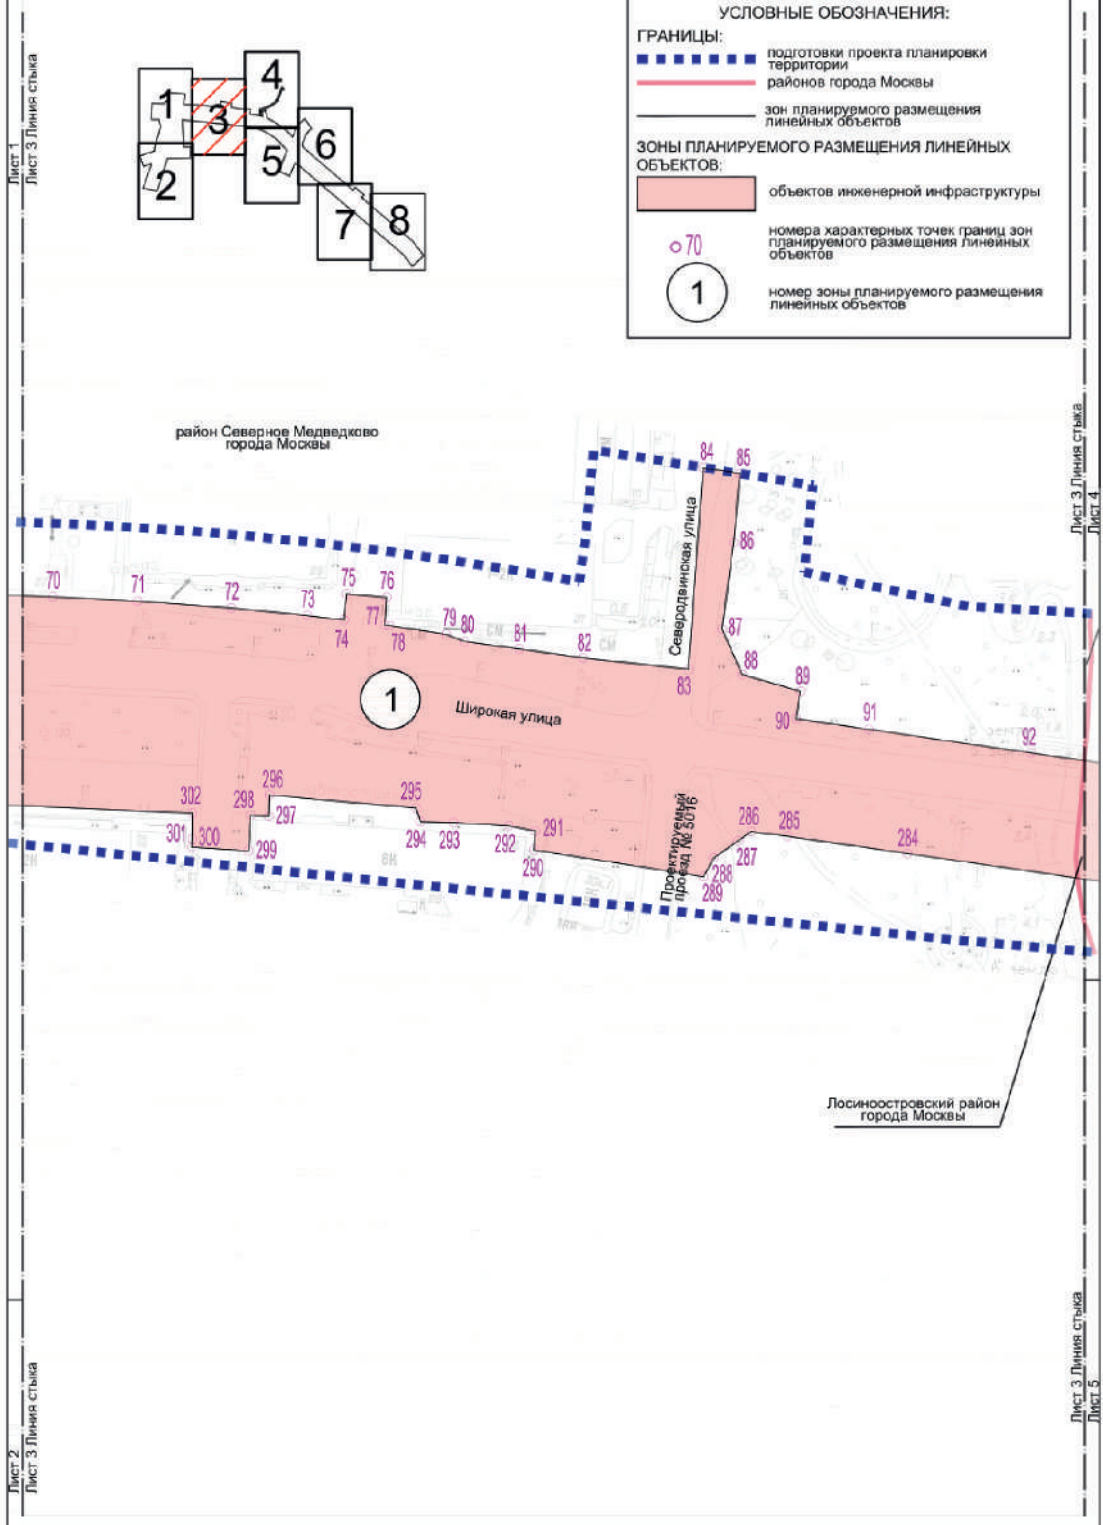 УСЛОВНЫЕ ОБОЗНАЧЕНИЯ:
ГРАНИЦЫ:
подготовки проекта планировки
территории
районов города Москвы
зон планируемого размещения
линейных объектов
ЗОНЫ ПЛАНИРУЕМОГО РАЗМЕЩЕНИЯ ЛИНЕЙНЫХ
ОБЪЕКТОВ:
объектов инженерной инфраструктуры
70
номера характерных точек границ зон
планируемого размещения линейных
объектов
1
номер зоны планируемого размещения
линейных объектов
1
2
3
4
5
6
7
8
Лист 1
Лист 3 Линия стыка
район Северное Медведково
города Москвы
Лист 3 Линия стыка
Лист 4
84
85
86
Северодвинская улица
70
71
72
73
74
75
76
77
78
79
80
81
82
83
87
88
89
90
91
92
1
Широкая улица
302
301
300
298
299
296
297
295
294
293
292
291
290
Проектируемый
проезд № 5016
289
288
287
286
285
284
Лосиноостровский район
города Москвы
Лист 2
Лист 3 Линия стыка
Лист 3 Линия стыка
Лист 5